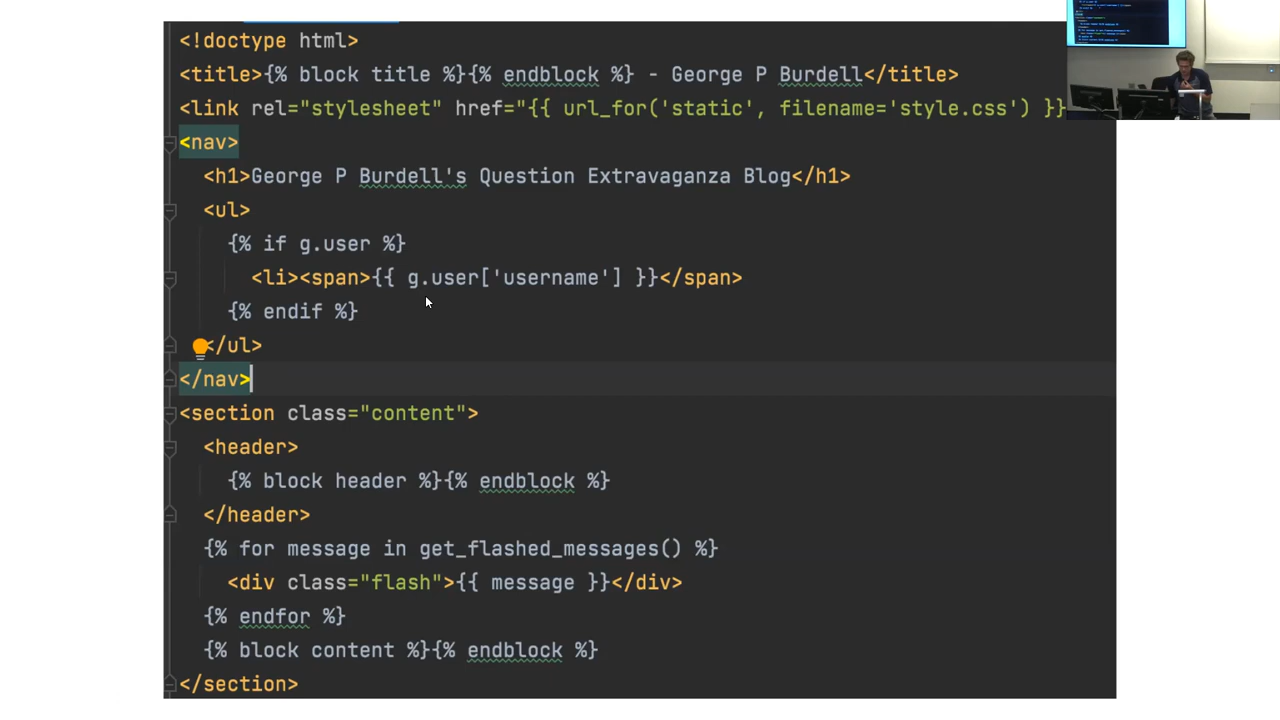 <!doctype html>
<title>{% block title %}{% endblock %} - George P Burdell</title>
<link rel="stylesheet" href="{{ url_for('static', filename='style.css') }}
<nav>
<h1>George P Burdell's Question Extravaganza Blog</h1>
<ul>
{% if g.user %}
<li><span>{{ g.user['username'] }}</span>
{% endif %}
</ul>
</nav>
<section class="content">
<header>
{% block header %}{% endblock %}
</header>
{% for message in get_flashed_messages() %}
<div class="flash">{{ message }}</div>
{% endfor %}
{% block content %}{% endblock %}
</section>